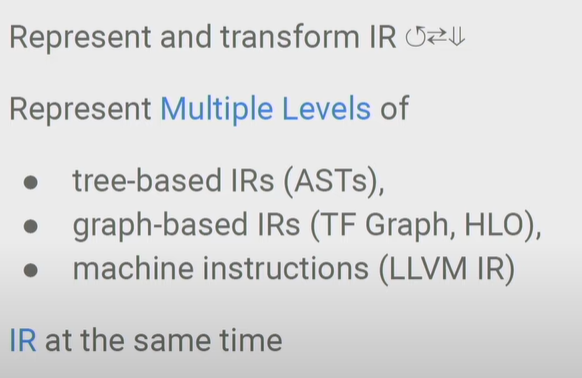 Represent and transform IR ↺⇄⇓
Represent Multiple Levels of
● tree-based IRs (ASTs),
● graph-based IRs (TF Graph, HLO),
● machine instructions (LLVM IR)
IR at the same time